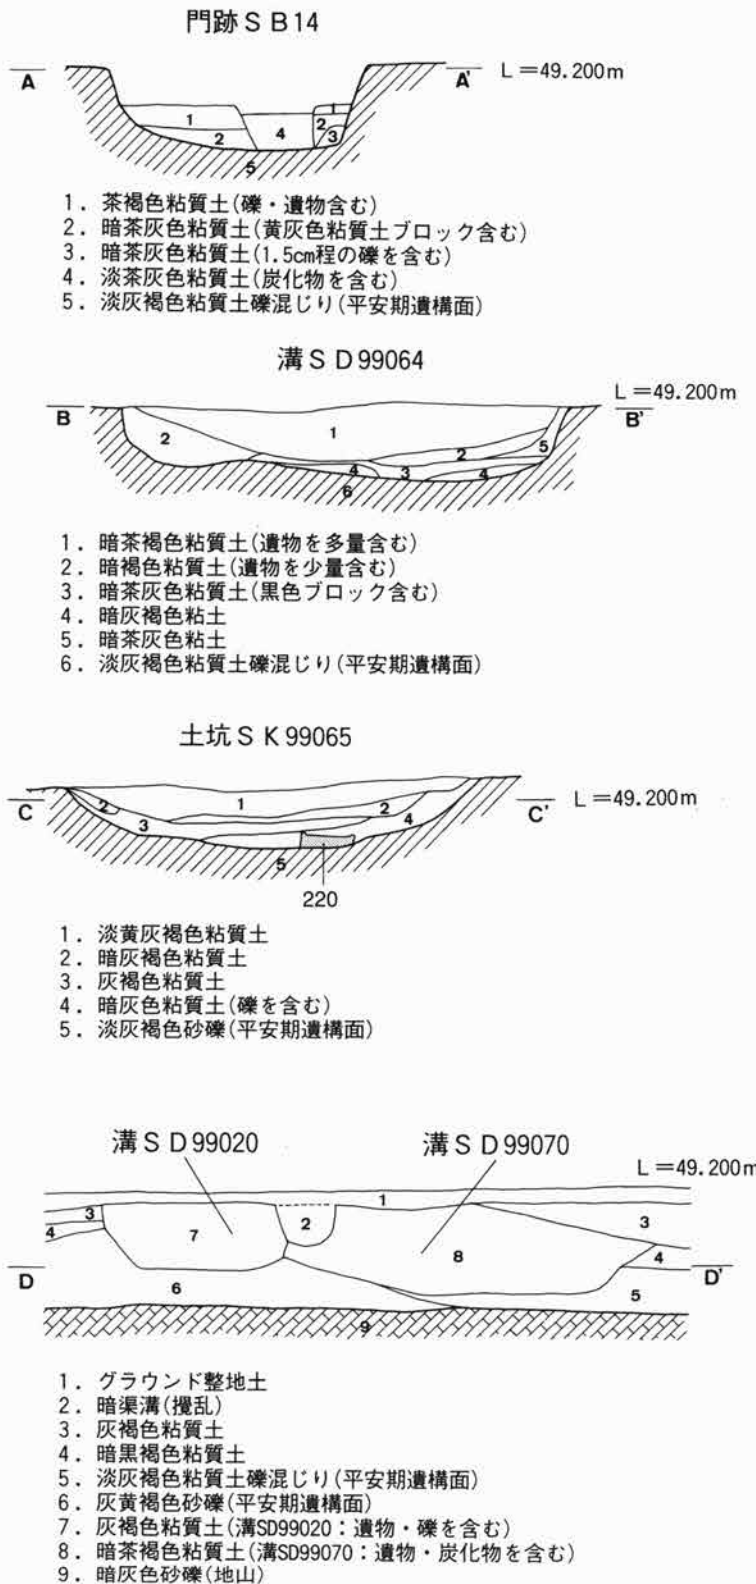 門跡ＳＢ14
A A' L＝49.200m
1 1
2 4 2
3
5
1．茶褐色粘質土(礫・遺物含む)
2．暗茶灰色粘質土(黄灰色粘質土ブロック含む)
3．暗茶灰色粘質土(1.5cm程の礫を含む)
4．淡茶灰色粘質土(炭化物を含む)
5．淡灰褐色粘質土礫混じり(平安期遺構面)
溝ＳＤ99064
L＝49.200m
B B'
2 1 2 5
4 3 4
6
1．暗茶褐色粘質土(遺物を多量含む)
2．暗褐色粘質土(遺物を少量含む)
3．暗茶灰色粘質土(黒色ブロック含む)
4．暗灰褐色粘土
5．暗茶灰色粘土
6．淡灰褐色粘質土礫混じり(平安期遺構面)
土坑ＳＫ99065
C C' L＝49.200m
2 1 2
3 4
5
220
1．淡黄灰褐色粘質土
2．暗灰褐色粘質土
3．灰褐色粘質土
4．暗灰色粘質土(礫を含む)
5．淡灰褐色砂礫(平安期遺構面)
溝ＳＤ99020 溝ＳＤ99070
L＝49.200m
1
3 2 3
4 7 8 4
D D'
6 5
9
1．グラウンド整地土
2．暗渠溝(攪乱)
3．灰褐色粘質土
4．暗黒褐色粘質土
5．淡灰褐色粘質土礫混じり(平安期遺構面)
6．灰黄褐色砂礫(平安期遺構面)
7．灰褐色粘質土(溝SD99020：遺物・礫を含む)
8．暗茶褐色粘質土(溝SD99070：遺物・炭化物を含む)
9．暗灰色砂礫(地山)